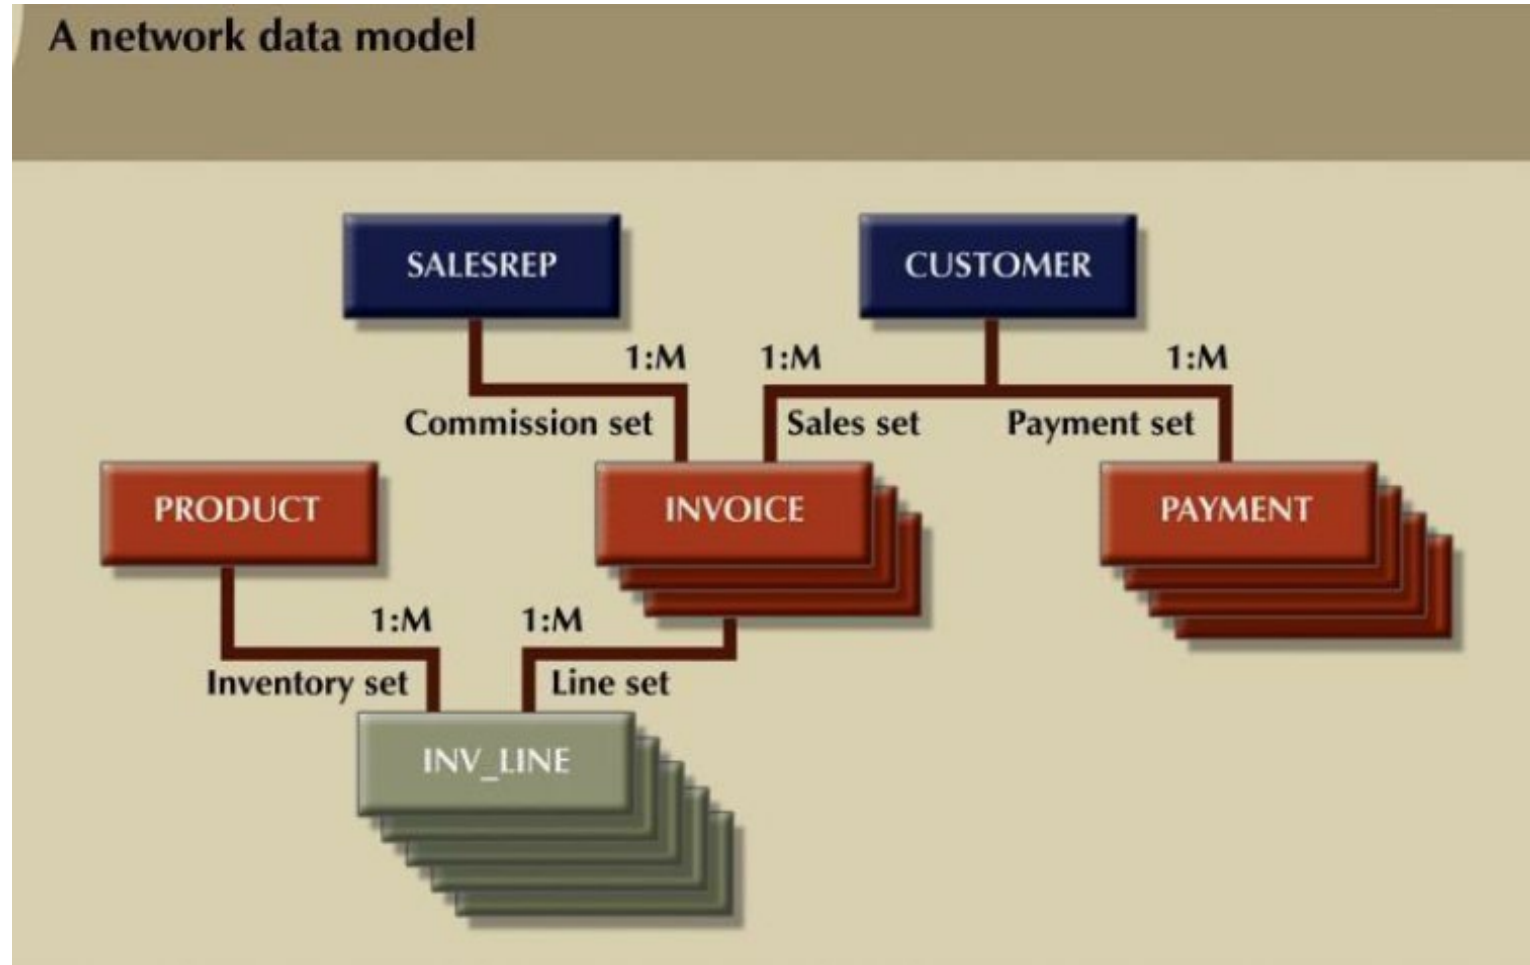 A network data model
SALESREP
CUSTOMER
1:M
1:M
1:M
Commission set
Sales set
Payment set
PRODUCT
INVOICE
PAYMENT
1:M
1:M
Inventory set
Line set
INV_LINE